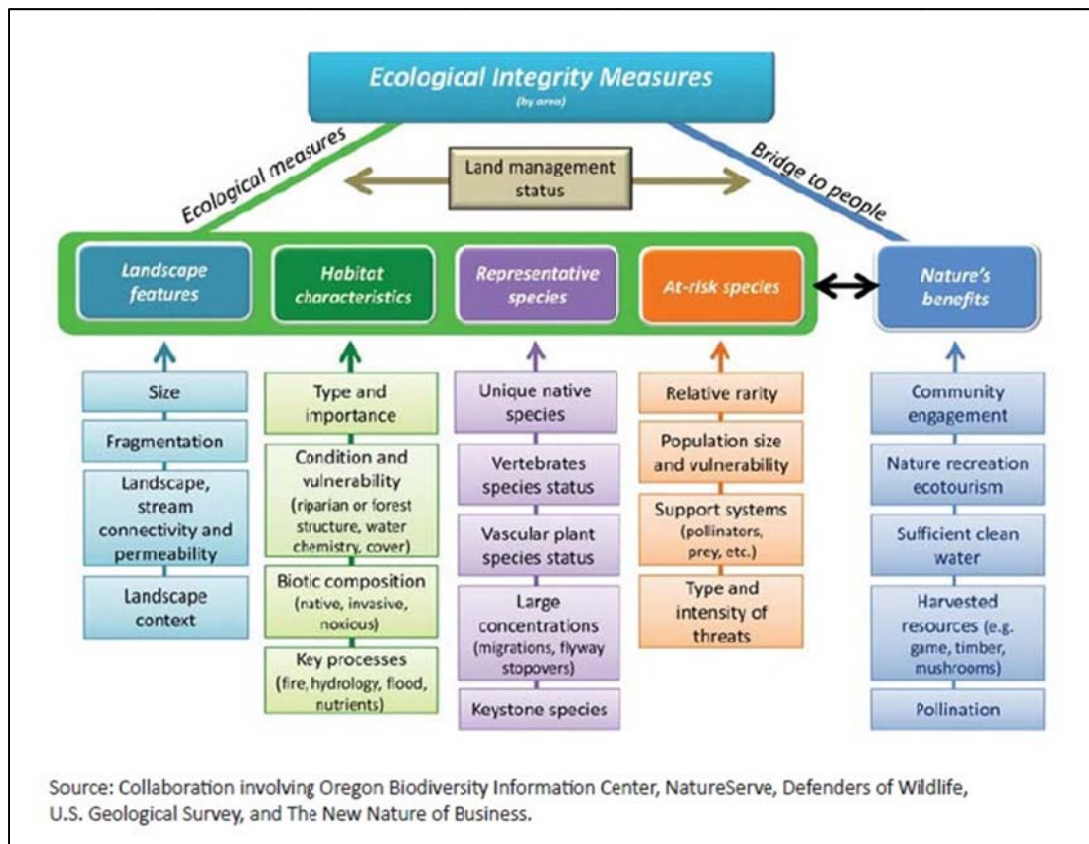 Ecological Integrity Measures
(by area)
Ecological measures
Land management
status
Bridge to people
Landscape
features
Habitat
characteristics
Representative
species
At-risk species
Nature's
benefits
Size
Fragmentation
Landscape,
stream
connectivity and
permeability
Landscape
context
Type and
importance
Condition and
vulnerability
(riparian or forest
structure, water
chemistry, cover)
Biotic composition
(native, invasive,
noxious)
Key processes
(fire, hydrology, flood,
nutrients)
Unique native
species
Vertebrates
species status
Vascular plant
species status
Large
concentrations
(migrations, flyway
stopovers)
Keystone species
Relative rarity
Population size
and vulnerability
Support systems
(pollinators,
prey, etc.)
Type and
intensity of
threats
Community
engagement
Nature recreation
ecotourism
Sufficient clean
water
Harvested
resources (e.g.
game, timber,
mushrooms)
Pollination
Source: Collaboration involving Oregon Biodiversity Information Center, NatureServe, Defenders of Wildlife,
U.S. Geological Survey, and The New Nature of Business.